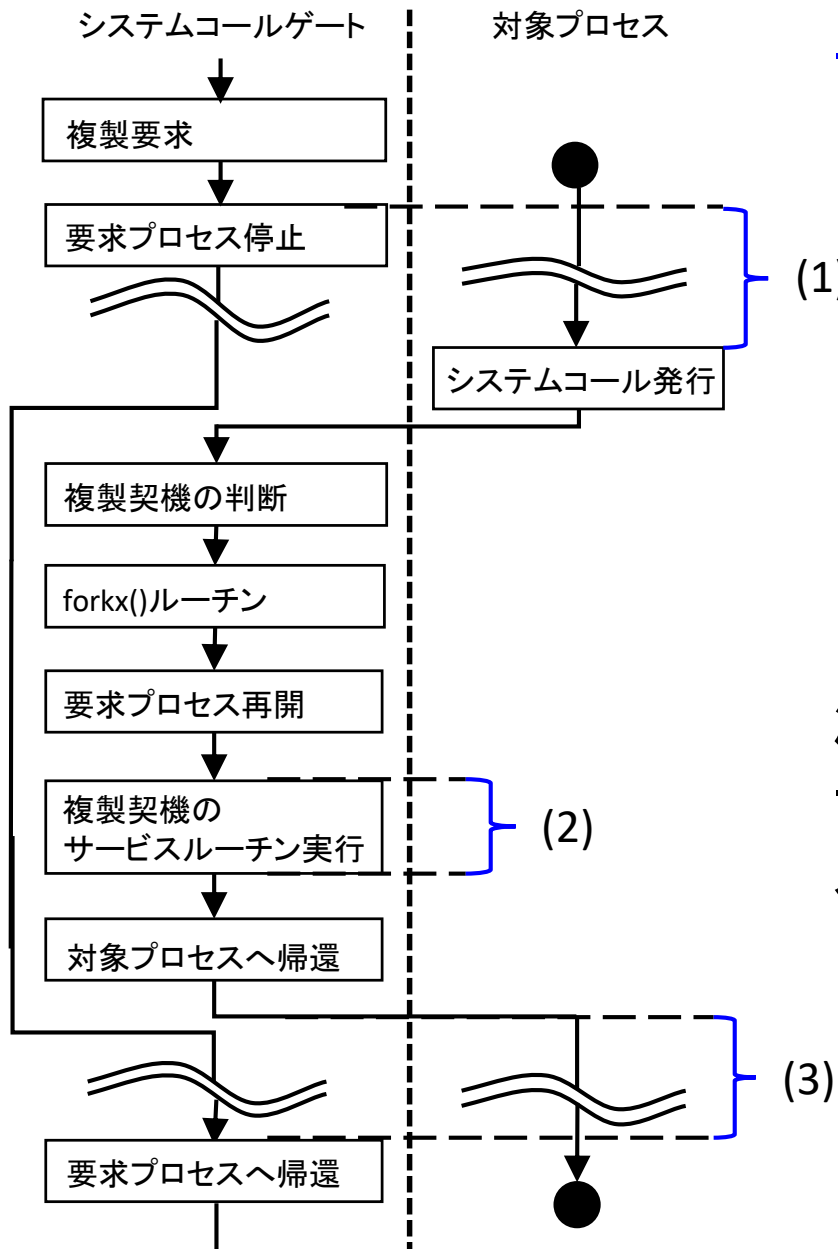 システムコールゲート
対象プロセス
複製要求
要求プロセス停止
(1)
システムコール発行
複製契機の判断
forkx()ルーチン
要求プロセス再開
複製契機の
サービスルーチン実行
(2)
対象プロセスへ帰還
(3)
要求プロセスへ帰還